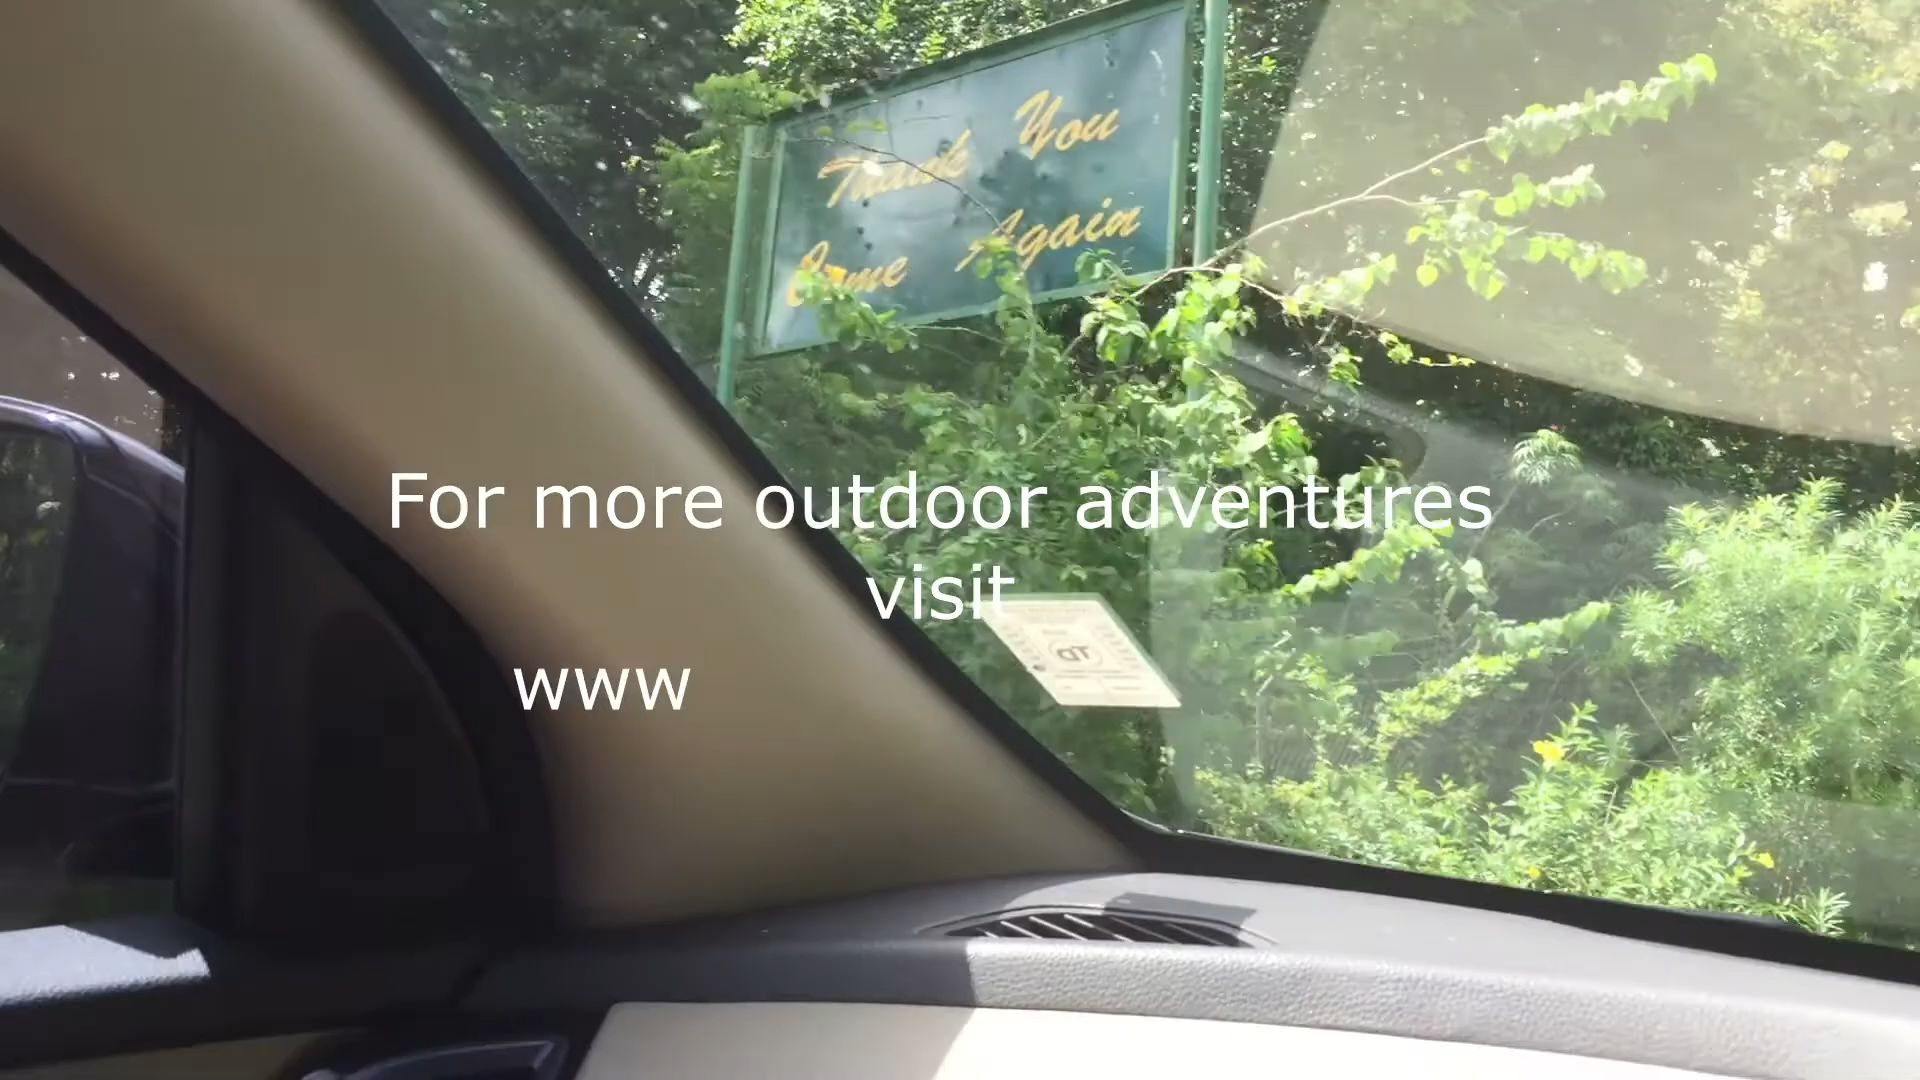 Thank You
Come Again
For more outdoor adventures
visit
www